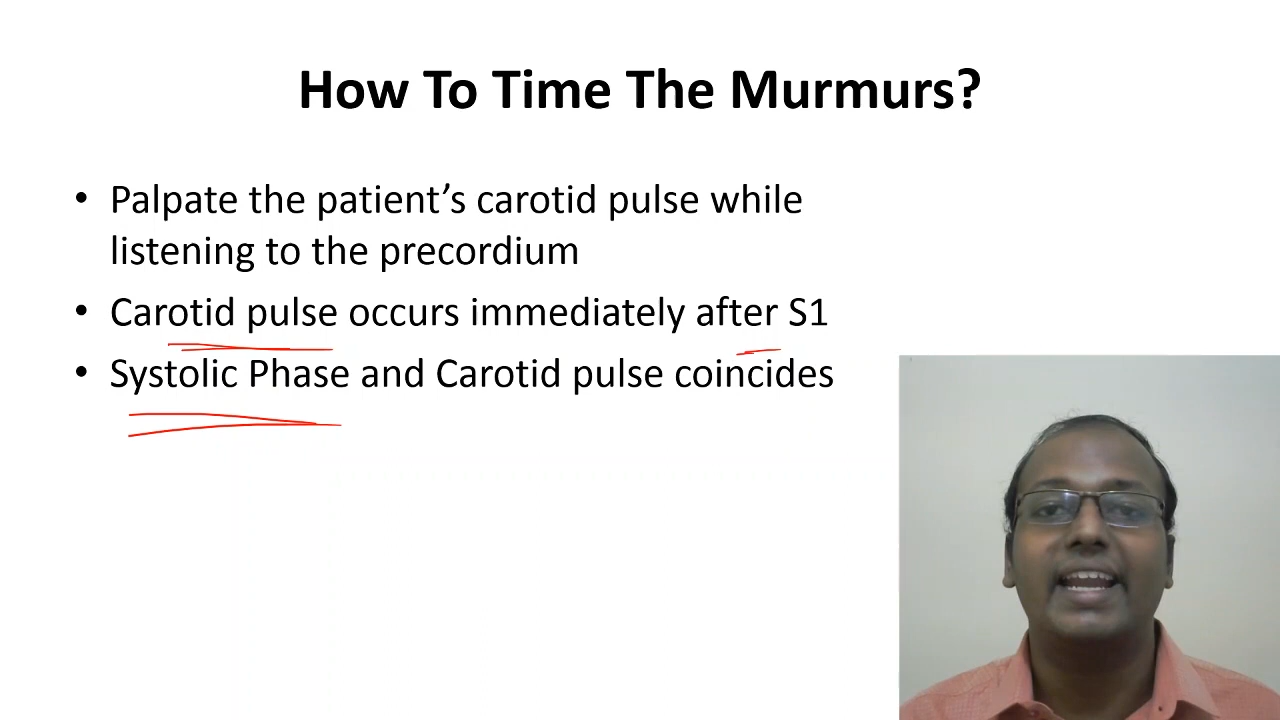 How To Time The Murmurs?
• Palpate the patient’s carotid pulse while
listening to the precordium
• Carotid pulse occurs immediately after S1
• Systolic Phase and Carotid pulse coincides